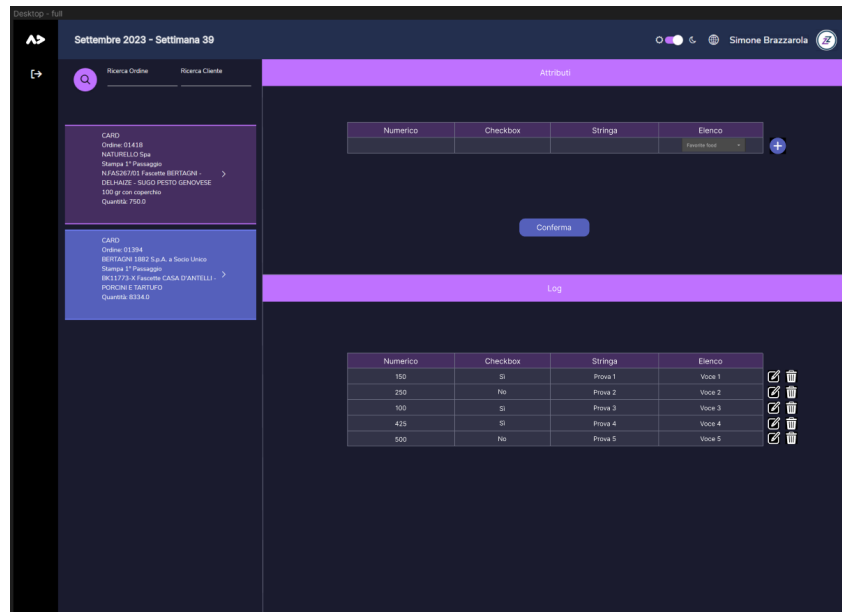 Desktop - full
Settembre 2023 - Settimana 39
Simone Brazzarola
Ricerca Ordine
Ricerca Cliente
CARD
Ordine: 01418
NATURELLO Spa
Stampa 1° Passaggio
N.FAS267/01 Fascette BERTAGNI -
DELHAIZE - SUGO PESTO GENOVESE
100 gr con coperchio
Quantità: 750.0
CARD
Ordine: 01394
BERTAGNI 1882 S.p.A. a Socio Unico
Stampa 1° Passaggio
BK11773-X Fascette CASA D'ANTELLI -
PORCINI E TARTUFO
Quantità: 8334.0
Attributi
Numerico Checkbox Stringa Elenco
Favorite food
Conferma
Log
Numerico Checkbox Stringa Elenco
150 Sì Prova 1 Voce 1
250 No Prova 2 Voce 2
100 Sì Prova 3 Voce 3
425 Sì Prova 4 Voce 4
500 No Prova 5 Voce 5